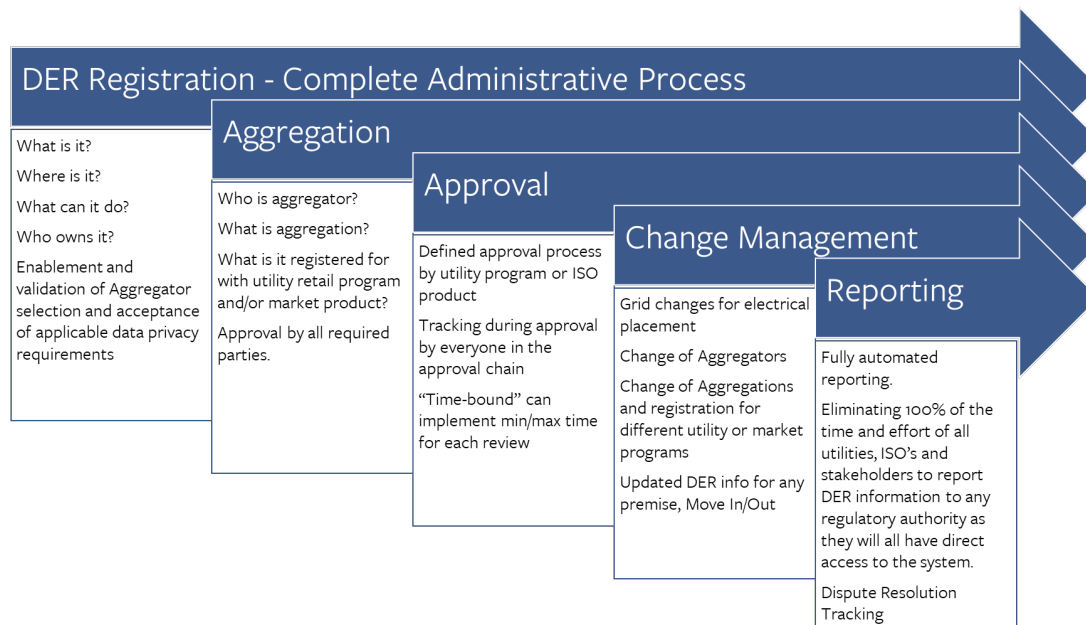 DER Registration - Complete Administrative Process
What is it?
Where is it?
What can it do?
Who owns it?
Enablement and
validation of Aggregator
selection and acceptance
of applicable data privacy
requirements
Aggregation
Who is aggregator?
What is aggregation?
What is it registered for
with utility retail program
and/or market product?
Approval by all required
parties.
Approval
Defined approval process
by utility program or ISO
product
Tracking during approval
by everyone in the
approval chain
“Time-bound” can
implement min/max time
for each review
Change Management
Grid changes for electrical
placement
Change of Aggregators
Change of Aggregations
and registration for
different utility or market
programs
Updated DER info for any
premise, Move In/Out
Reporting
Fully automated
reporting.
Eliminating 100% of the
time and effort of all
utilities, ISO’s and
stakeholders to report
DER information to any
regulatory authority as
they will all have direct
access to the system.
Dispute Resolution
Tracking